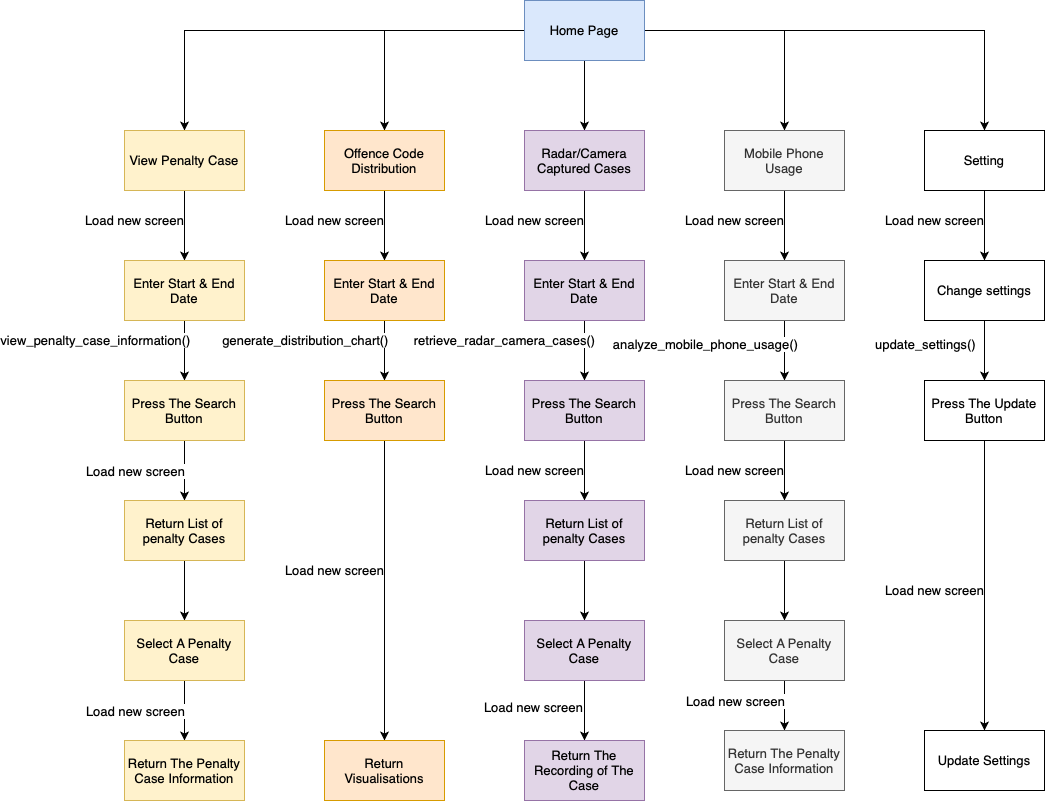 Home Page
View Penalty Case
Offence Code
Distribution
Radar/Camera
Captured Cases
Mobile Phone
Usage
Setting
Load new screen
Load new screen
Load new screen
Load new screen
Load new screen
Enter Start & End
Date
Enter Start & End
Date
Enter Start & End
Date
Enter Start & End
Date
Change settings
view_penalty_case_information()
generate_distribution_chart()
retrieve_radar_camera_cases()
analyze_mobile_phone_usage()
update_settings()
Press The Search
Button
Press The Search
Button
Press The Search
Button
Press The Search
Button
Press The Update
Button
Load new screen
Load new screen
Load new screen
Return List of
penalty Cases
Return List of
penalty Cases
Return List of
penalty Cases
Load new screen
Load new screen
Select A Penalty
Case
Select A Penalty
Case
Select A Penalty
Case
Load new screen
Load new screen
Load new screen
Return The Penalty
Case Information
Return
Visualisations
Return The
Recording of The
Case
Return The Penalty
Case Information
Update Settings